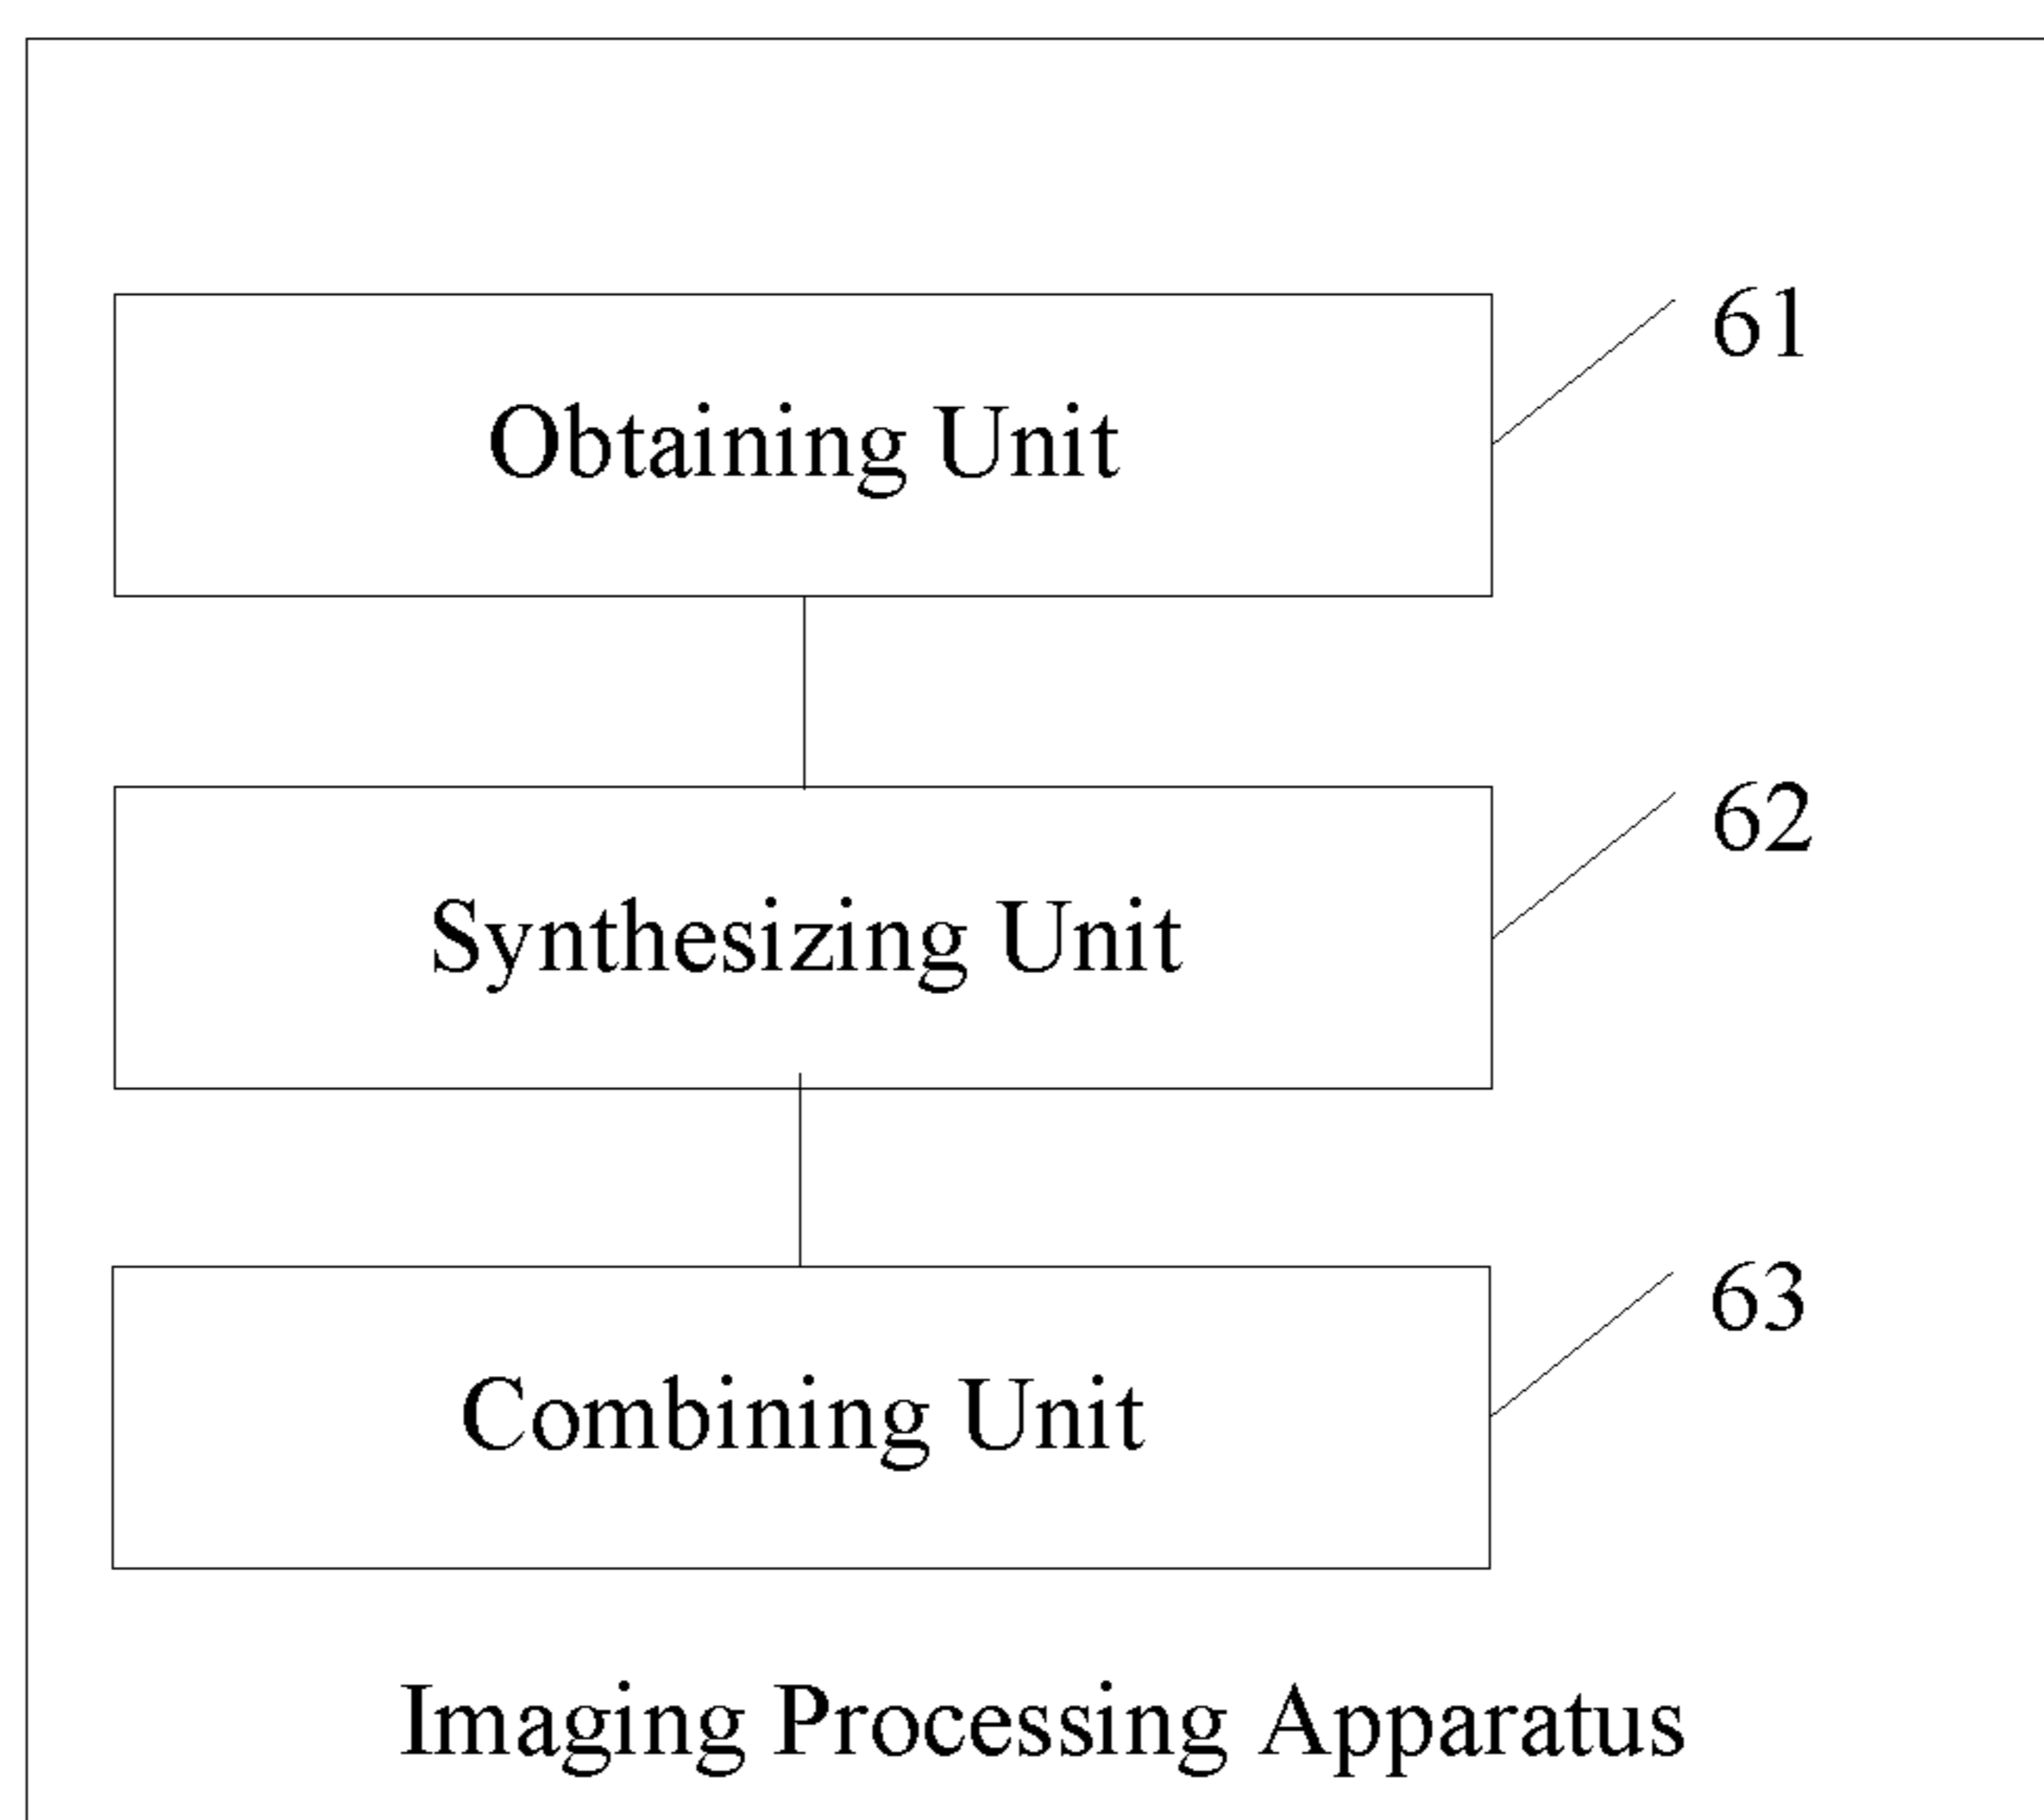 61
Obtaining Unit
62
Synthesizing Unit
63
Combining Unit
Imaging Processing Apparatus